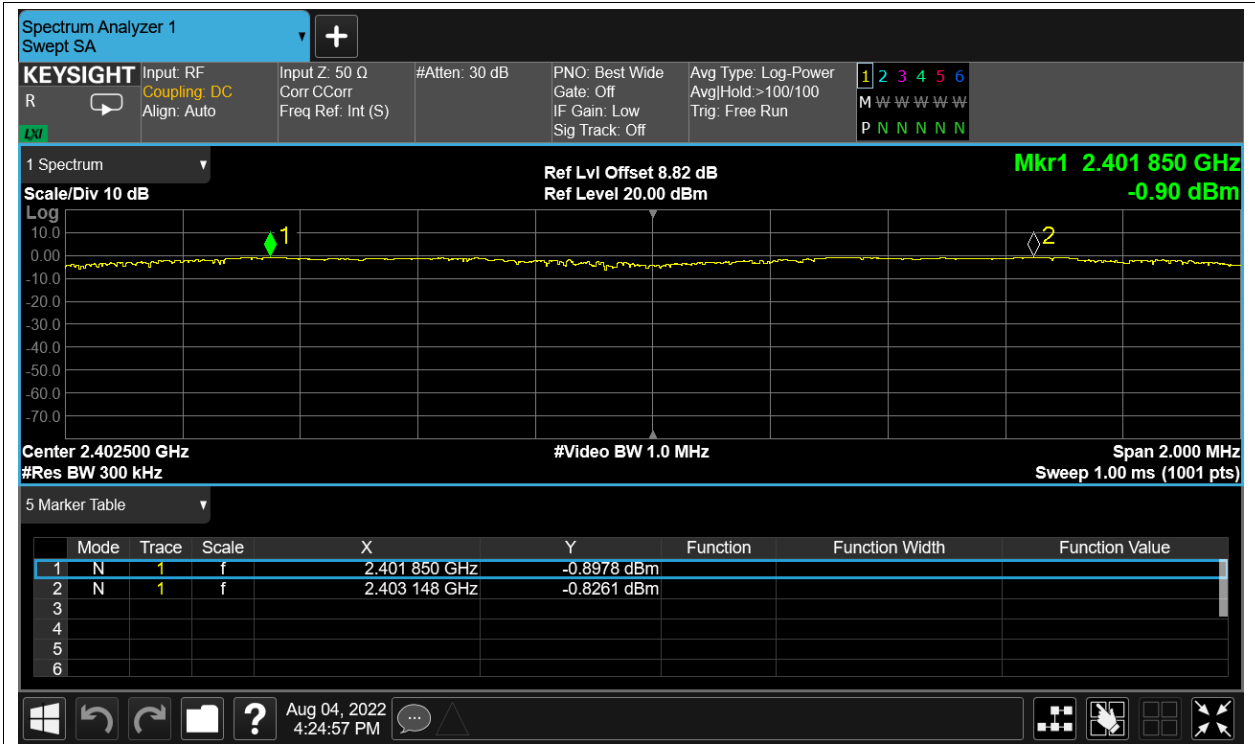 Spectrum Analyzer 1
Swept SA
KEYSIGHT
R
LXI
Input: RF
Coupling: DC
Align: Auto
Input Z: 50 Ω
Corr CCorr
Freq Ref: Int (S)
#Atten: 30 dB
PNO: Best Wide
Gate: Off
IF Gain: Low
Sig Track: Off
Avg Type: Log-Power
Avg|Hold:>100/100
Trig: Free Run
1 2 3 4 5 6
M W W W W W
P N N N N N
1 Spectrum
Scale/Div 10 dB
Ref Lvl Offset 8.82 dB
Ref Level 20.00 dBm
Mkr1 2.401 850 GHz
-0.90 dBm
Log
10.0
0.00
-10.0
-20.0
-30.0
-40.0
-50.0
-60.0
-70.0
1
2
Center 2.402500 GHz
#Video BW 1.0 MHz
Span 2.000 MHz
#Res BW 300 kHz
Sweep 1.00 ms (1001 pts)
5 Marker Table
Mode Trace Scale X Y Function Function Width Function Value
1 N 1 f 2.401 850 GHz -0.8978 dBm
2 N 1 f 2.403 148 GHz -0.8261 dBm
3
4
5
6
?
Aug 04, 2022
4:24:57 PM